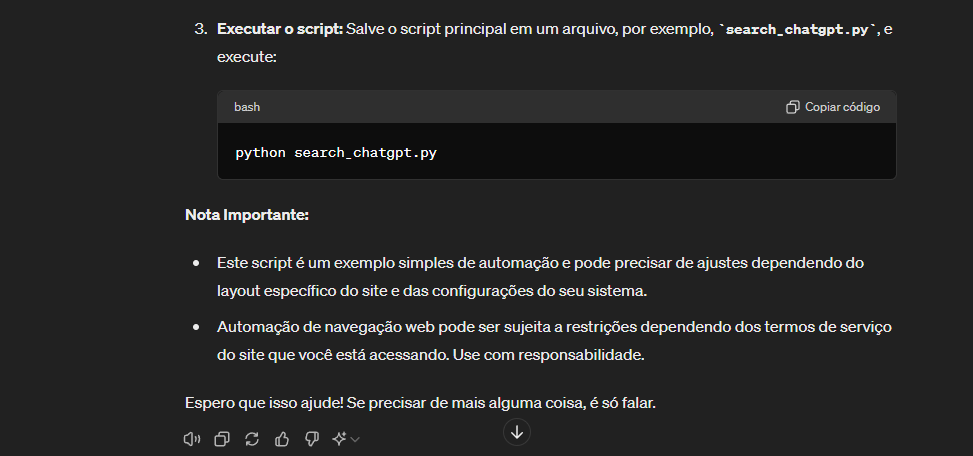 3. Executar o script: Salve o script principal em um arquivo, por exemplo, `search_chatgpt.py`, e
execute:
bash
Copiar código
python search_chatgpt.py
Nota Importante:
• Este script é um exemplo simples de automação e pode precisar de ajustes dependendo do
layout específico do site e das configurações do seu sistema.
• Automação de navegação web pode ser sujeita a restrições dependendo dos termos de serviço
do site que você está acessando. Use com responsabilidade.
Espero que isso ajude! Se precisar de mais alguma coisa, é só falar.